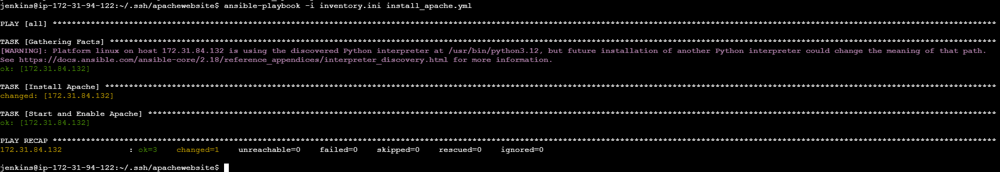 jenkins@ip-172-31-94-122:~/.ssh/apachewebsite$ ansible-playbook -i inventory.ini install_apache.yml
PLAY [all] ******************************************************************************************************************************************************************************************************
TASK [Gathering Facts] ******************************************************************************************************************************************************************************************
[WARNING]: Platform linux on host 172.31.84.132 is using the discovered Python interpreter at /usr/bin/python3.12, but future installation of another Python interpreter could change the meaning of that path.
See https://docs.ansible.com/ansible-core/2.18/reference_appendices/interpreter_discovery.html for more information.
ok: [172.31.84.132]
TASK [Install Apache] *******************************************************************************************************************************************************************************************
changed: [172.31.84.132]
TASK [Start and Enable Apache] **********************************************************************************************************************************************************************************
ok: [172.31.84.132]
PLAY RECAP ******************************************************************************************************************************************************************************************************
172.31.84.132              : ok=3    changed=1    unreachable=0    failed=0    skipped=0    rescued=0    ignored=0
jenkins@ip-172-31-94-122:~/.ssh/apachewebsite$